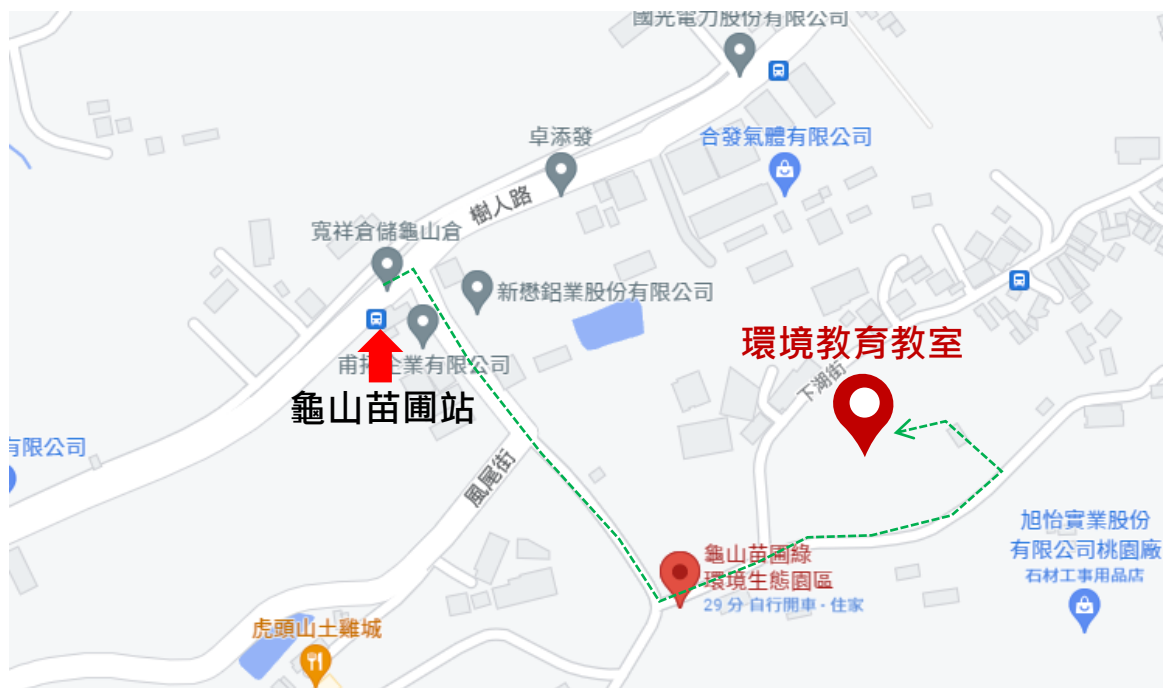 國光電力股份有限公司
卓添發
合發氣體有限公司
樹人路
寬祥倉儲龜山倉
新懋鋁業股份有限公司
環境教育教室
企業有限公司
下湖街
龜山苗圃站
有限公司
風尾街
旭怡實業股份
有限公司桃園廠
石材工事用品店
龜山苗圃綠
環境生態園區
29 分 自行開車 - 住家
虎頭山土雞城